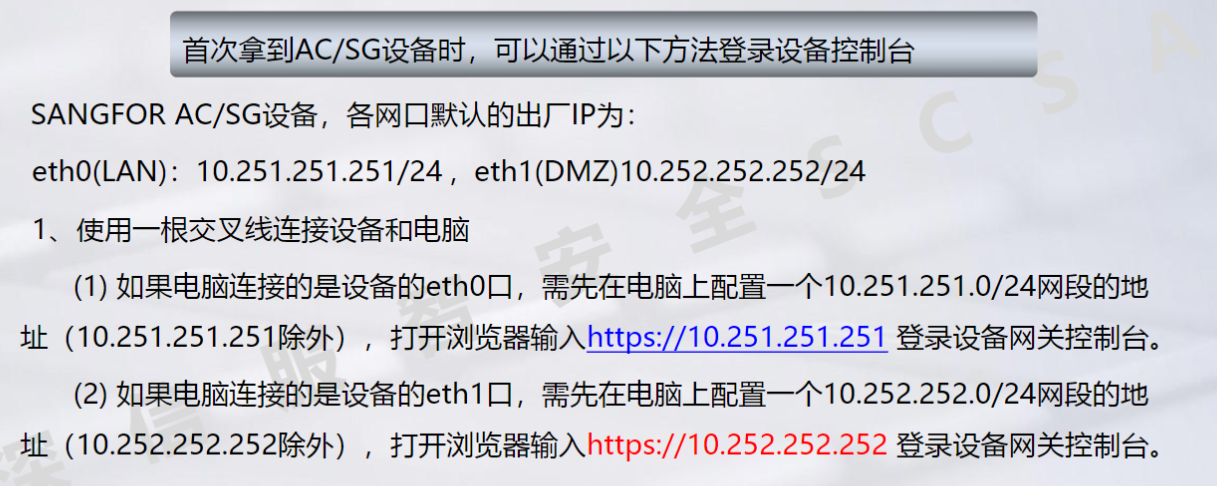 首次拿到AC/SG设备时，可以通过以下方法登录设备控制台
SANGFOR AC/SG设备，各网口默认的出厂IP为：
eth0(LAN)：10.251.251.251/24 ，eth1(DMZ)10.252.252.252/24
1、使用一根交叉线连接设备和电脑
(1) 如果电脑连接的是设备的eth0口，需先在电脑上配置一个10.251.251.0/24网段的地
址（10.251.251.251除外），打开浏览器输入https://10.251.251.251 登录设备网关控制台。
(2) 如果电脑连接的是设备的eth1口，需先在电脑上配置一个10.252.252.0/24网段的地
址（10.252.252.252除外），打开浏览器输入https://10.252.252.252 登录设备网关控制台。
深信服智安全SCSA